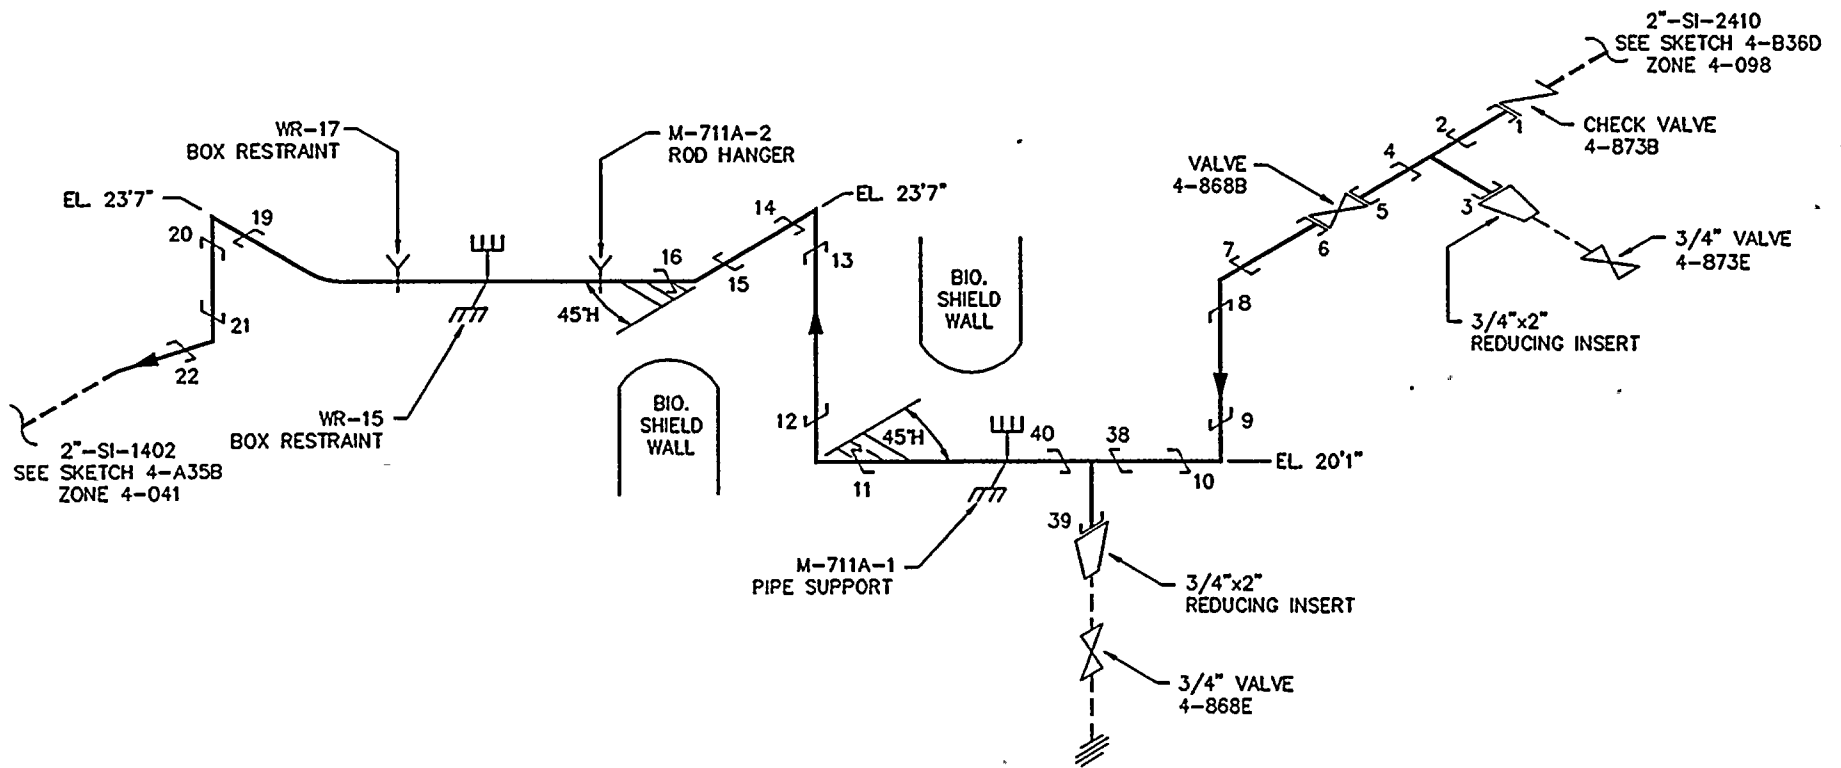 2"-SI-2410
SEE SKETCH 4-B36D
ZONE 4-098
1
CHECK VALVE
4-873B
2
4
VALVE
4-868B
5
6
3
3/4" VALVE
4-873E
3/4"x2"
REDUCING INSERT
7
8
9
EL. 20'1"
10
38
40
39
3/4"x2"
REDUCING INSERT
3/4" VALVE
4-868E
M-711A-1
PIPE SUPPORT
45°H
11
12
13
BIO.
SHIELD
WALL
EL. 23'7"
14
15
16
45°H
BIO.
SHIELD
WALL
M-711A-2
ROD HANGER
WR-17
BOX RESTRAINT
WR-15
BOX RESTRAINT
EL. 23'7"
19
20
21
22
2"-SI-1402
SEE SKETCH 4-A35B
ZONE 4-041